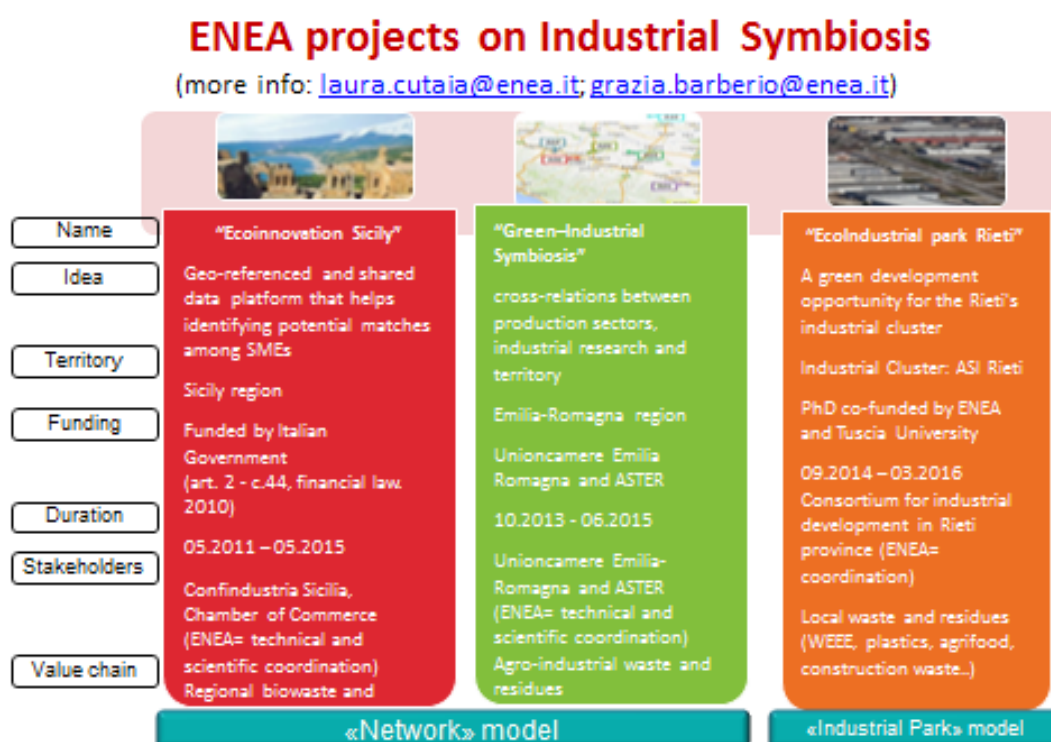 ENEA projects on Industrial Symbiosis
(more info: laura.cutaia@enea.it; grazia.barberio@enea.it)
Name
Idea
Territory
Funding
Duration
Stakeholders
Value chain
“Ecoinnovation Sicily”
Geo-referenced and shared
data platform that helps
identifying potential matches
among SMEs
Sicily region
Funded by Italian
Government
(art. 2 - c.44, financial law.
2010)
05.2011 – 05.2015
Confindustria Sicilia,
Chamber of Commerce
(ENEA= technical and
scientific coordination)
Regional biowaste and
“Green–Industrial
Symbiosis”
cross-relations between
production sectors,
industrial research and
territory
Emilia-Romagna region
Unioncamere Emilia
Romagna and ASTER
10.2013 - 06.2015
Unioncamere Emilia-
Romagna and ASTER
(ENEA= technical and
scientific coordination)
Agro-industrial waste and
residues
“EcoIndustrial park Rieti”
A green development
opportunity for the Rieti's
industrial cluster
Industrial Cluster: ASI Rieti
PhD co-funded by ENEA
and Tuscia University
09.2014 – 03.2016
Consortium for industrial
development in Rieti
province (ENEA=
coordination)
Local waste and residues
(WEEE, plastics, agrifood,
construction waste..)
«Network» model
«Industrial Park» model